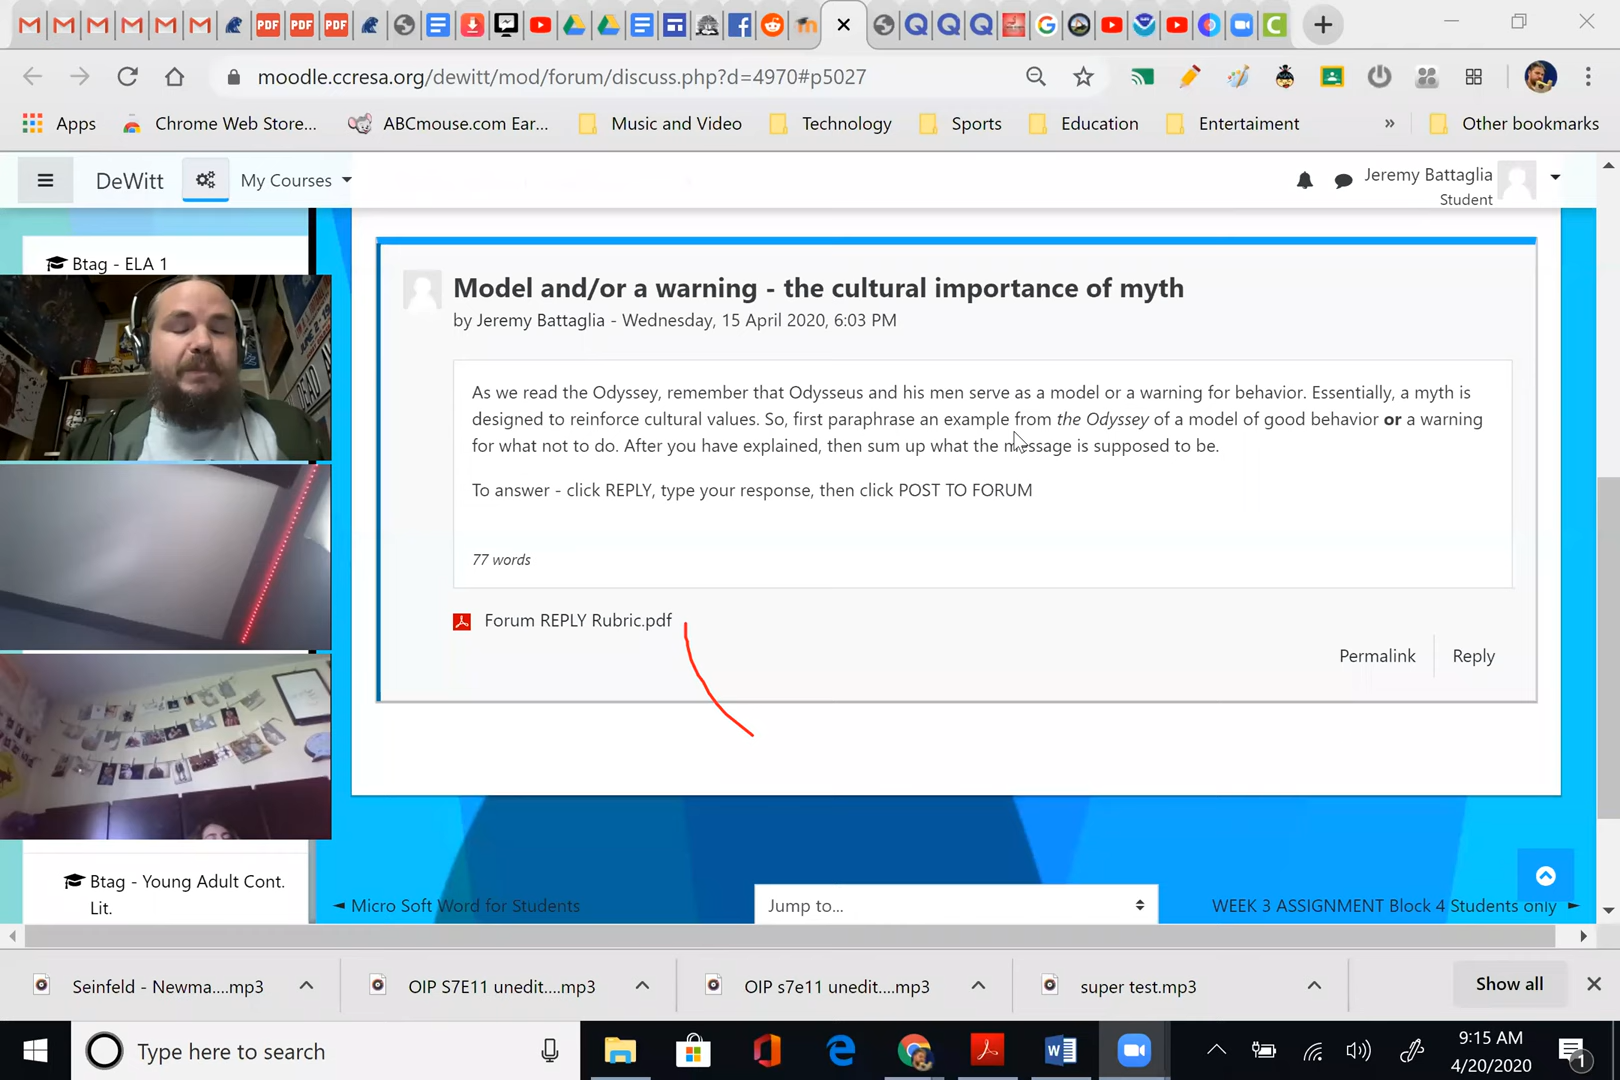 moodle.ccresa.org/dewitt/mod/forum/discuss.php?d=4970#p5027
Apps
Chrome Web Store...
ABCmouse.com Ear...
Music and Video
Technology
Sports
Education
Entertaiment
»
Other bookmarks
DeWitt
My Courses
Jeremy Battaglia
Student
Btag - ELA 1
Model and/or a warning - the cultural importance of myth
by Jeremy Battaglia - Wednesday, 15 April 2020, 6:03 PM
As we read the Odyssey, remember that Odysseus and his men serve as a model or a warning for behavior. Essentially, a myth is
designed to reinforce cultural values. So, first paraphrase an example from the Odyssey of a model of good behavior or a warning
for what not to do. After you have explained, then sum up what the message is supposed to be.
To answer - click REPLY, type your response, then click POST TO FORUM
77 words
Forum REPLY Rubric.pdf
Permalink
Reply
Btag - Young Adult Cont.
Lit.
◄ Micro Soft Word for Students
Jump to...
WEEK 3 ASSIGNMENT Block 4 Students only ►
Seinfeld - Newma....mp3
OIP S7E11 unedit....mp3
OIP s7e11 unedit....mp3
super test.mp3
Show all
Type here to search
9:15 AM
4/20/2020
1